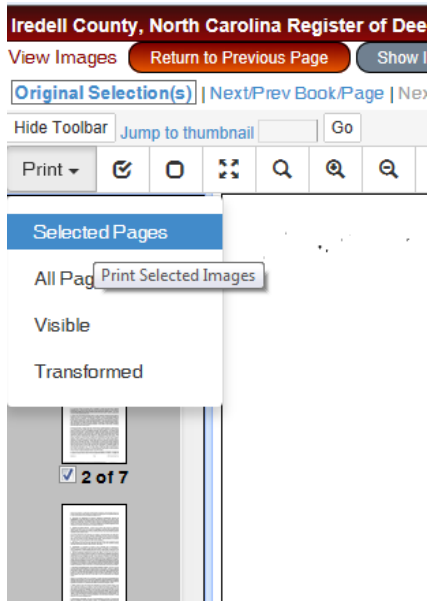 Iredell County, North Carolina Register of Dee
View Images Return to Previous Page Show I
Original Selection(s) | Next/Prev Book/Page | Nex
Hide Toolbar Jump to thumbnail Go
Print
Selected Pages
All Pag
Print Selected Images
Visible
Transformed
2 of 7